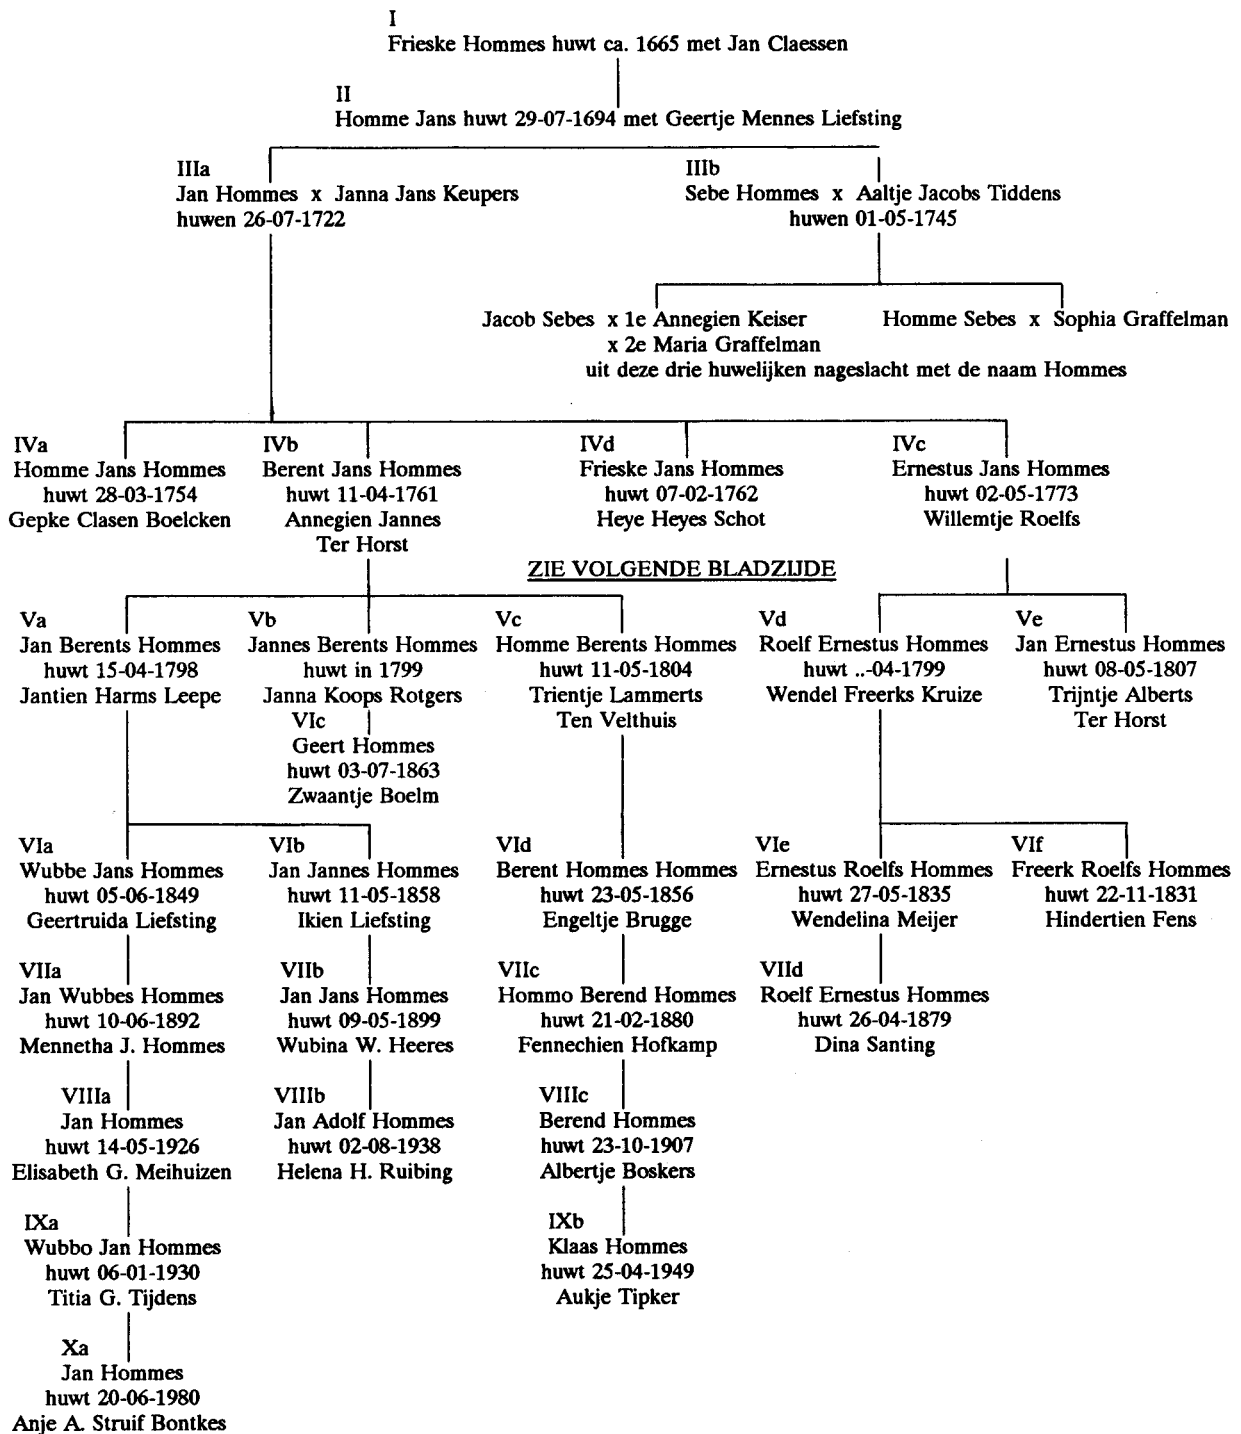 I
Frieske Hommes huwt ca. 1665 met Jan Claessen
II
Homme Jans huwt 29-07-1694 met Geertje Mennes Liefsting
IIIa
Jan Hommes x Janna Jans Keupers
huwen 26-07-1722
IIIb
Sebe Hommes x Aaltje Jacobs Tiddens
huwen 01-05-1745
Jacob Sebes x 1e Annegien Keiser
x 2e Maria Graffelman
Homme Sebes x Sophia Graffelman
uit deze drie huwelijken nageslacht met de naam Hommes
IVa
Homme Jans Hommes
huwt 28-03-1754
Gepke Clasen Boelcken
IVb
Berent Jans Hommes
huwt 11-04-1761
Annegien Jannes
Ter Horst
IVd
Frieske Jans Hommes
huwt 07-02-1762
Heye Heyes Schot
IVc
Ernestus Jans Hommes
huwt 02-05-1773
Willemtje Roelfs
ZIE VOLGENDE BLADZIJDE
Va
Jan Berents Hommes
huwt 15-04-1798
Jantien Harms Leepe
Vb
Jannes Berents Hommes
huwt in 1799
Janna Koops Rotgers
VIc
Geert Hommes
huwt 03-07-1863
Zwaantje Boelm
Vc
Homme Berents Hommes
huwt 11-05-1804
Trientje Lammerts
Ten Velthuis
Vd
Roelf Ernestus Hommes
huwt ..-04-1799
Wendel Freerks Kruize
Ve
Jan Ernestus Hommes
huwt 08-05-1807
Trijntje Alberts
Ter Horst
VIa
Wubbe Jans Hommes
huwt 05-06-1849
Geertruida Liefsting
VIb
Jan Jannes Hommes
huwt 11-05-1858
Ikien Liefsting
VId
Berent Hommes Hommes
huwt 23-05-1856
Engeltje Brugge
VIe
Ernestus Roelfs Hommes
huwt 27-05-1835
Wendelina Meijer
VIf
Freerk Roelfs Hommes
huwt 22-11-1831
Hindertien Fens
VIIa
Jan Wubbes Hommes
huwt 10-06-1892
Mennetha J. Hommes
VIIb
Jan Jans Hommes
huwt 09-05-1899
Wubina W. Heeres
VIIc
Hommo Berend Hommes
huwt 21-02-1880
Fennechien Hofkamp
VIId
Roelf Ernestus Hommes
huwt 26-04-1879
Dina Santing
VIIIa
Jan Hommes
huwt 14-05-1926
Elisabeth G. Meihuizen
VIIIb
Jan Adolf Hommes
huwt 02-08-1938
Helena H. Ruibing
VIIIc
Berend Hommes
huwt 23-10-1907
Albertje Boskers
IXa
Wubbo Jan Hommes
huwt 06-01-1930
Titia G. Tijdens
IXb
Klaas Hommes
huwt 25-04-1949
Aukje Tipker
Xa
Jan Hommes
huwt 20-06-1980
Anje A. Struif Bontkes